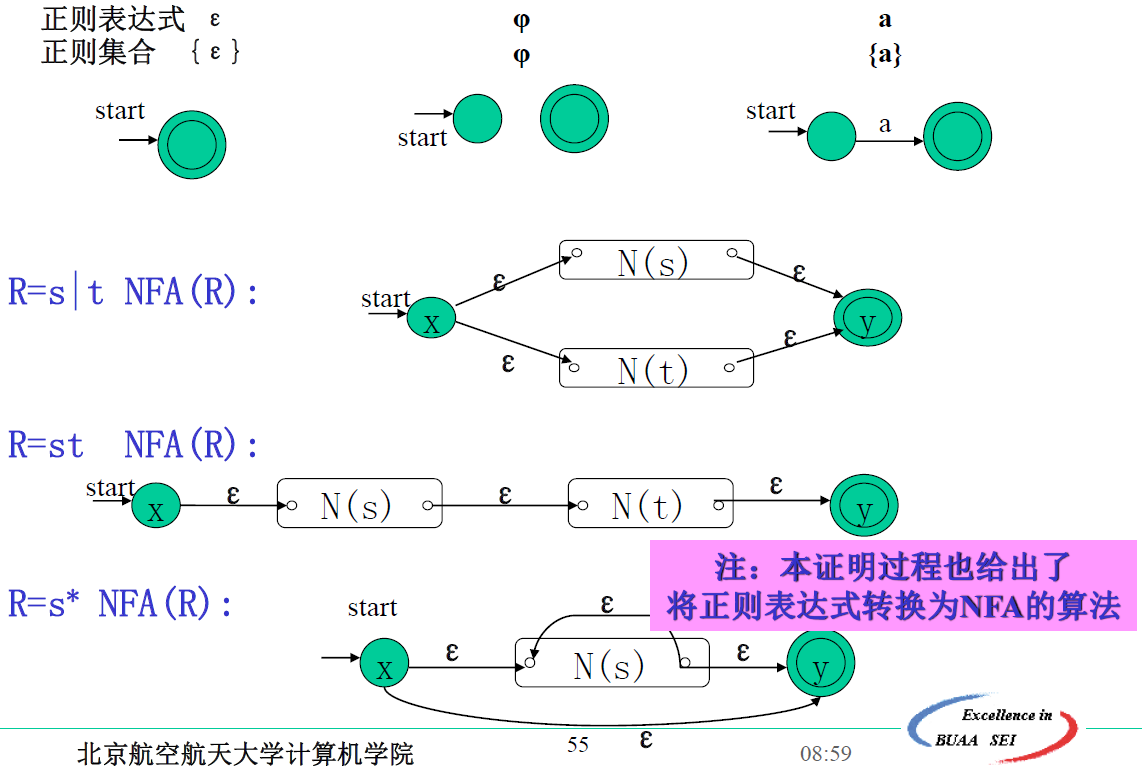 正则表达式 ε φ a
正则集合 {ε} φ {a}
start
start
start
a
R=s|t NFA(R):
start
x
ε
ε
N(s)
N(t)
ε
ε
y
R=st NFA(R):
start
x
ε
N(s)
ε
N(t)
ε
y
注：本证明过程也给出了
将正则表达式转换为NFA的算法
R=s* NFA(R):
start
x
ε
ε
N(s)
ε
y
ε
北京航空航天大学计算机学院
55
08:59
Excellence in
BUAA SEI